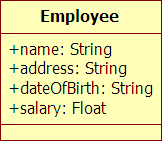 Employee
+name: String
+address: String
+dateOfBirth: String
+salary: Float